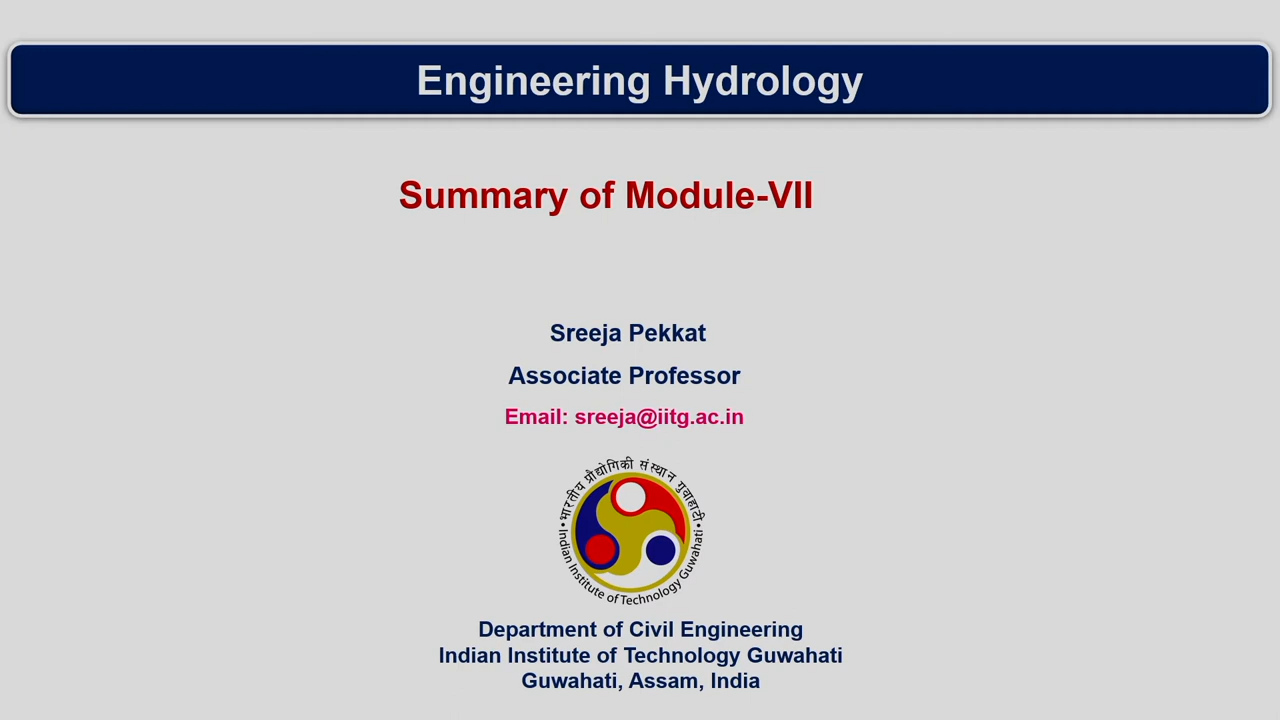 Engineering Hydrology
Summary of Module-VII
Sreeja Pekkat
Associate Professor
Email: sreeja@iitg.ac.in
भारतीय प्रौद्योगिकी संस्थान गुवाहाटी
Indian Institute of Technology Guwahati
Department of Civil Engineering
Indian Institute of Technology Guwahati
Guwahati, Assam, India